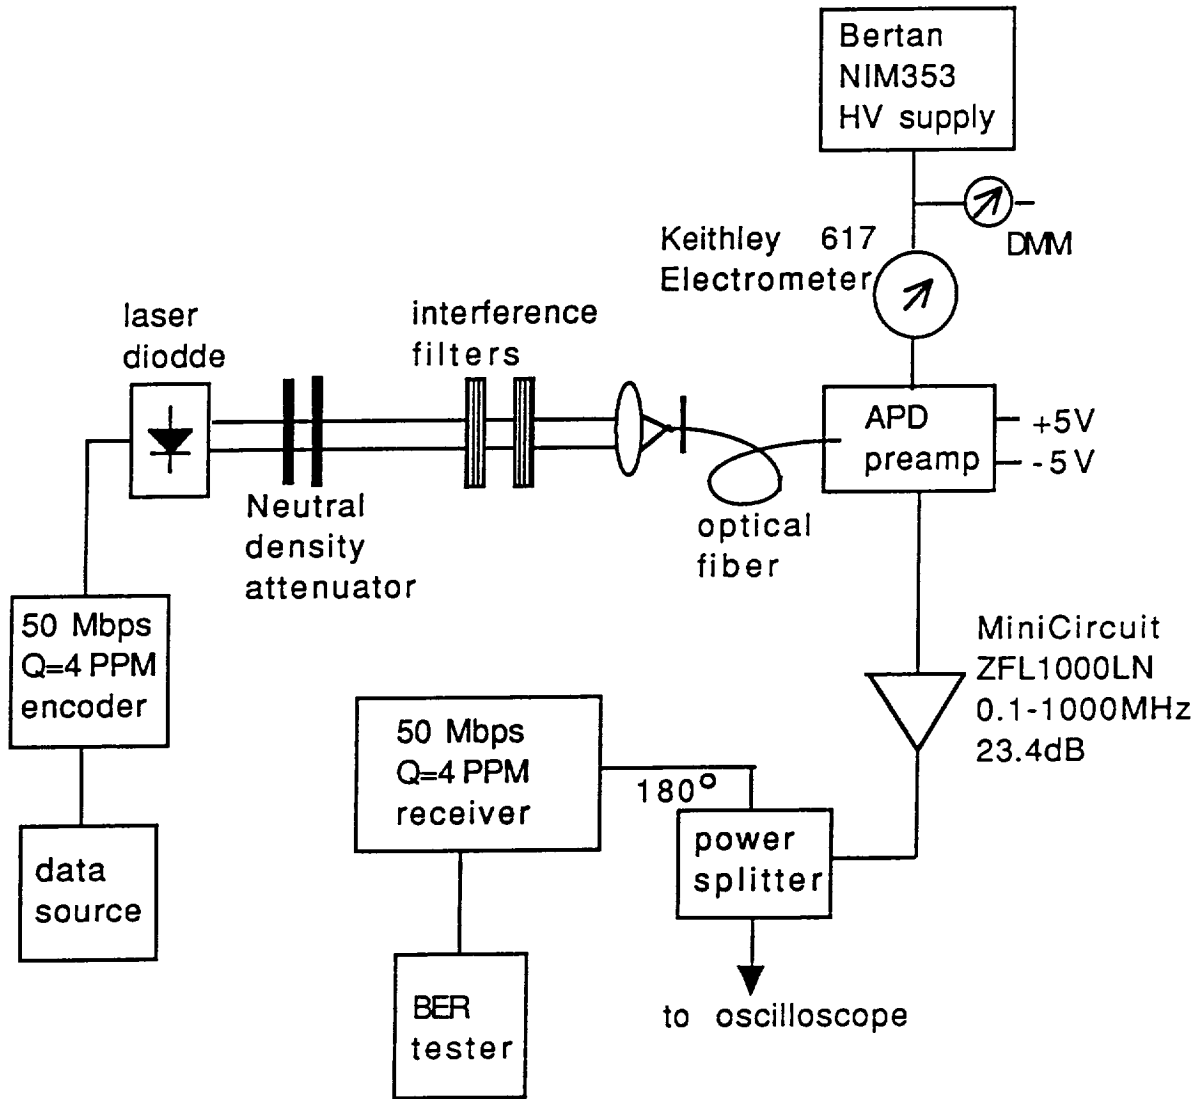 Bertan
NIM353
HV supply
DMM
Keithley 617
Electrometer
laser
diodde
interference
filters
APD
preamp
+5V
-5V
Neutral
density
attenuator
optical
fiber
50 Mbps
Q=4 PPM
encoder
MiniCircuit
ZFL1000LN
0.1-1000MHz
23.4dB
50 Mbps
Q=4 PPM
receiver
180°
power
splitter
data
source
BER
tester
to oscilloscope